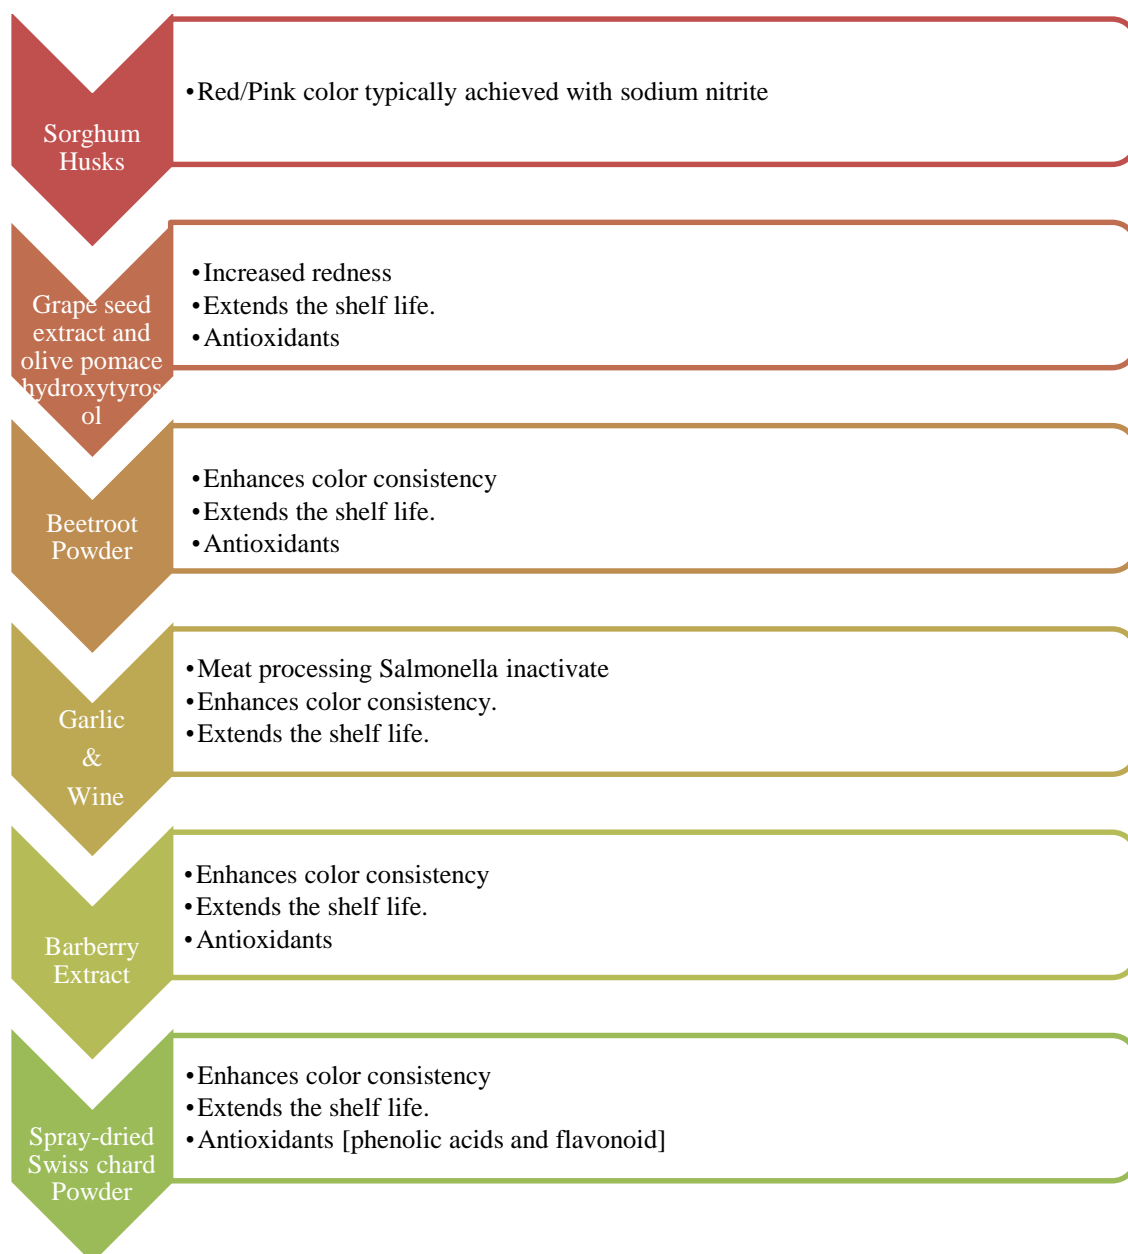 Sorghum
Husks
•Red/Pink color typically achieved with sodium nitrite
Grape seed
extract and
olive pomace
hydroxytyros
ol
•Increased redness
•Extends the shelf life.
•Antioxidants
Beetroot
Powder
•Enhances color consistency
•Extends the shelf life.
•Antioxidants
Garlic
&
Wine
•Meat processing Salmonella inactivate
•Enhances color consistency.
•Extends the shelf life.
Barberry
Extract
•Enhances color consistency
•Extends the shelf life.
•Antioxidants
Spray-dried
Swiss chard
Powder
•Enhances color consistency
•Extends the shelf life.
•Antioxidants [phenolic acids and flavonoid]